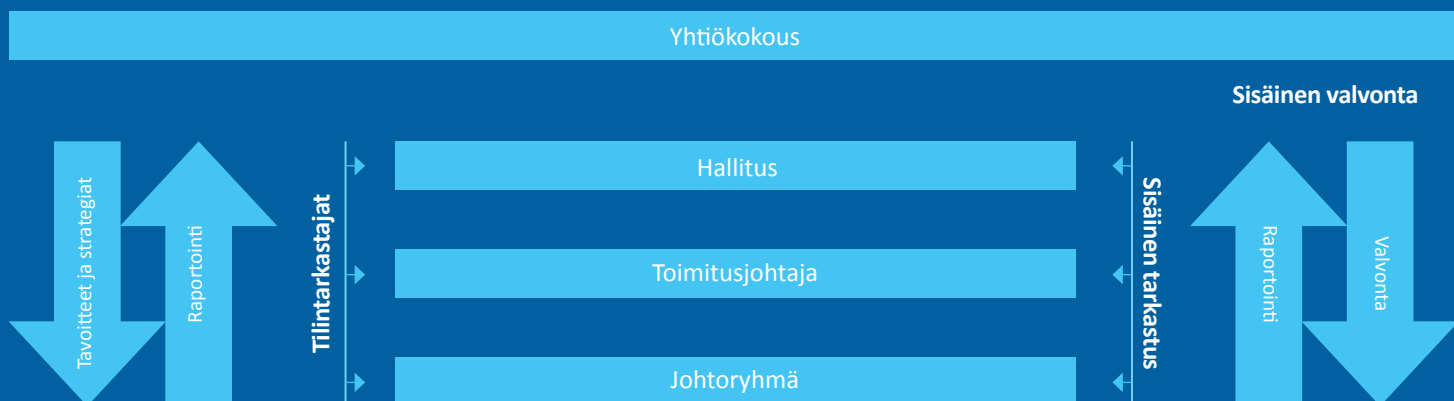 Yhtiökokous
Sisäinen valvonta
Tavoitteet ja strategiat
Raportointi
Tilintarkastajat
Hallitus
Toimitusjohtaja
Johtoryhmä
Sisäinen tarkastus
Raportointi
Valvonta